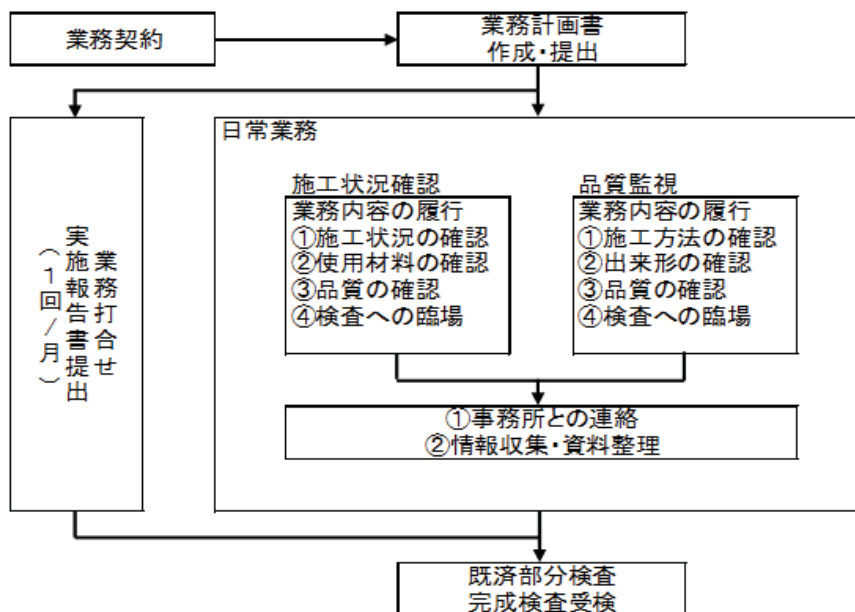 業務契約
業務計画書
作成・提出
日常業務
施工状況確認
業務内容の履行
①施工状況の確認
②使用材料の確認
③品質の確認
④検査への臨場
品質監視
業務内容の履行
①施工方法の確認
②出来形の確認
③品質の確認
④検査への臨場
業務打合せ
実施報告書提出
（１回/月）
①事務所との連絡
②情報収集・資料整理
既済部分検査
完成検査受検